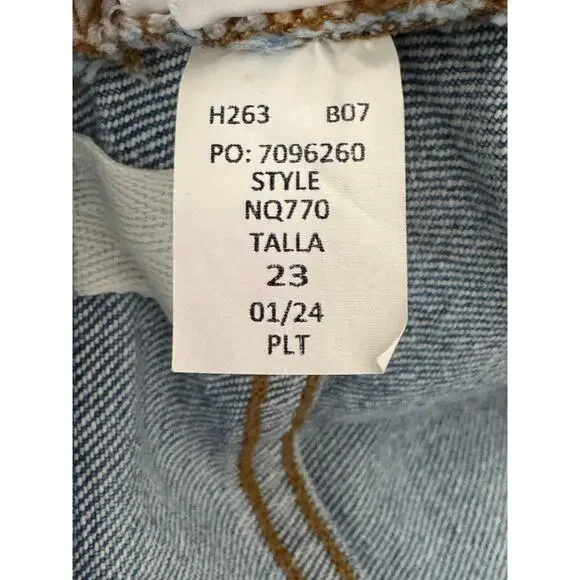 H263 B07
PO: 7096260
STYLE
NQ770
TALLA
23
01/24
PLT